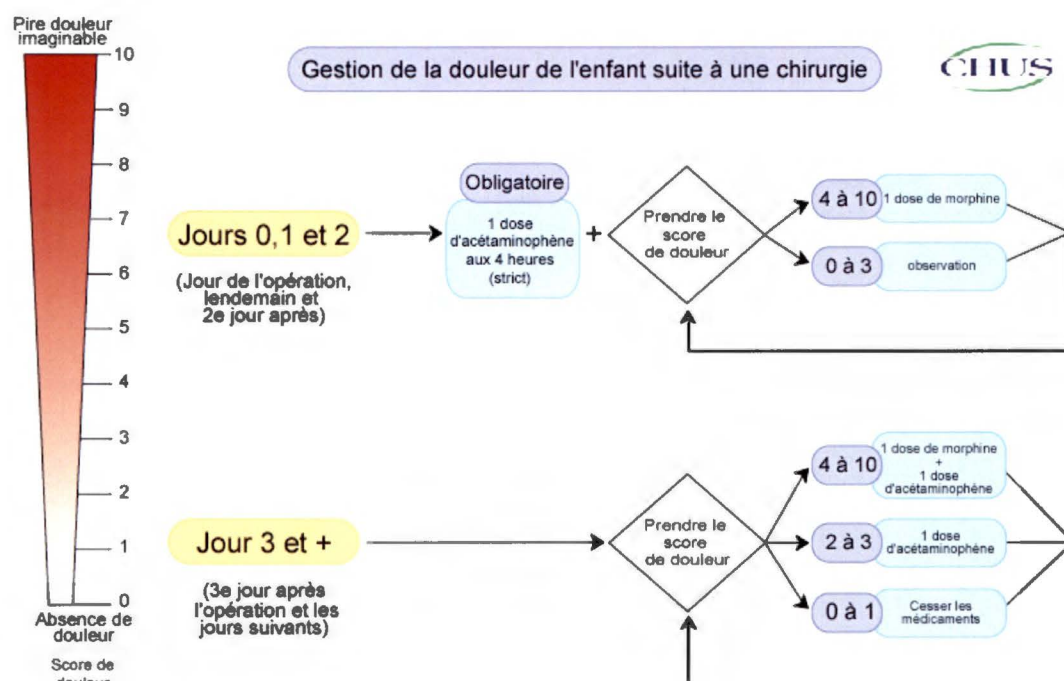 Pire douleur
imaginable
10
9
8
7
6
5
4
3
2
1
0
Absence de
douleur
Score de
douleur
Gestion de la douleur de l'enfant suite à une chirurgie
CHUS
Jours 0,1 et 2
(Jour de l'opération,
lendemain et
2e jour après)
Obligatoire
1 dose
d'acétaminophène
aux 4 heures
(strict)
+
Prendre le
score
de douleur
4 à 10
1 dose de morphine
0 à 3
observation
Jour 3 et +
(3e jour après
l'opération et les
jours suivants)
Prendre le
score
de douleur
4 à 10
1 dose de morphine
+
1 dose
d'acétaminophène
2 à 3
1 dose
d'acétaminophène
0 à 1
Cesser les
médicaments